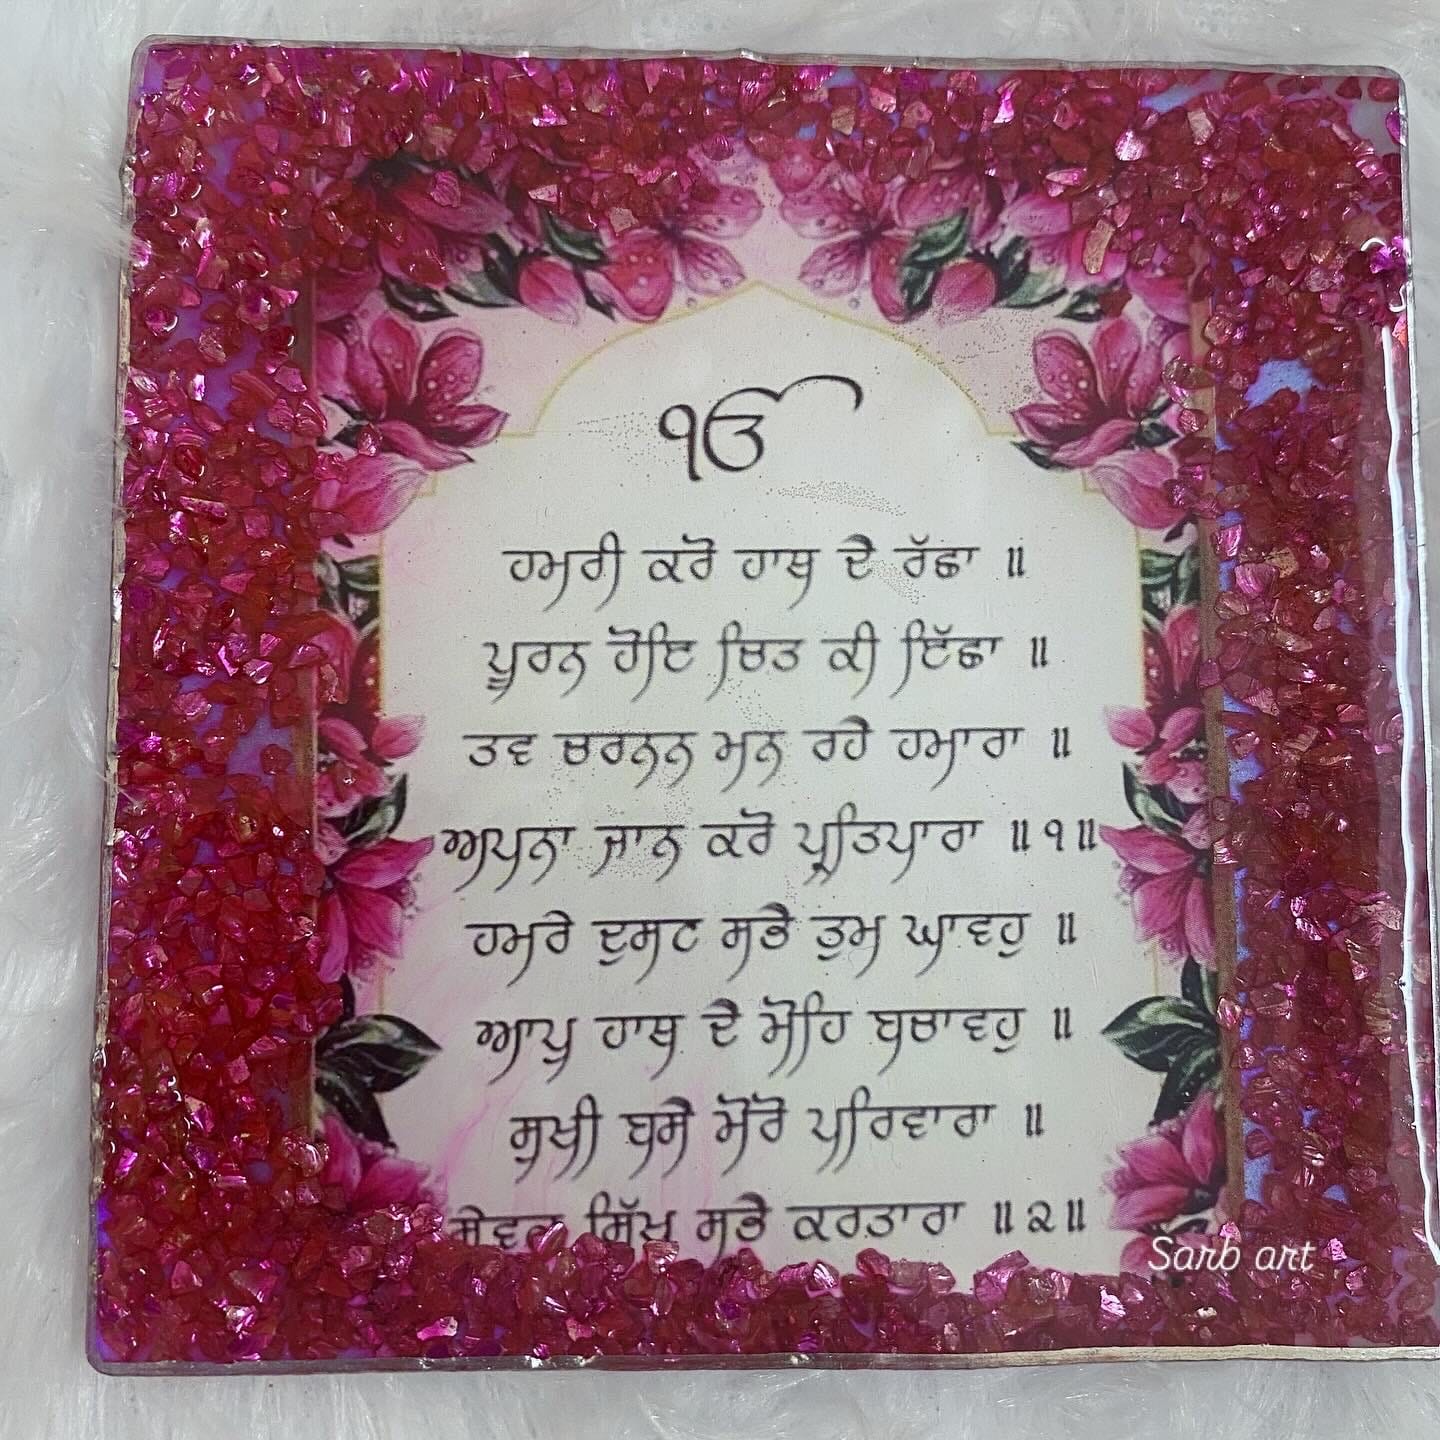 ੴ
ਹਮਰੀ ਕਰੋ ਹਾਥ ਦੈ ਰੱਛਾ ॥
ਪੂਰਨ ਹੋਇ ਚਿਤ ਕੀ ਇੱਛਾ ॥
ਤਵ ਚਰਨਨ ਮਨ ਰਹੈ ਹਮਾਰਾ ॥
ਅਪਨਾ ਜਾਨ ਕਰੋ ਪ੍ਰਤਿਪਾਰਾ ॥੧॥
ਹਮਰੇ ਦੁਸਟ ਸਭੈ ਤੁਮ ਘਾਵਹੁ ॥
ਆਪੁ ਹਾਥ ਦੈ ਮੋਹਿ ਬਚਾਵਹੁ ॥
ਸੁਖੀ ਬਸੈ ਮੋਰੋ ਪਰਿਵਾਰਾ ॥
ਸੇਵਕ ਸਿੱਖ ਸਭੈ ਕਰਤਾਰਾ ॥੨॥
Sarb art